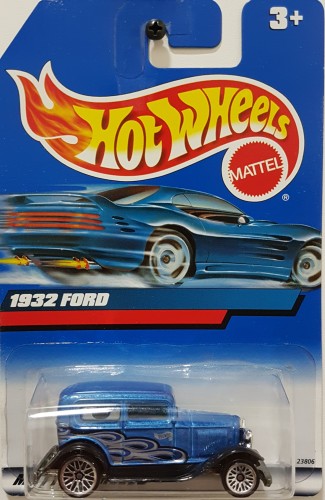 3+
HOT WHEELS
MATTEL
®
1932 FORD
23806